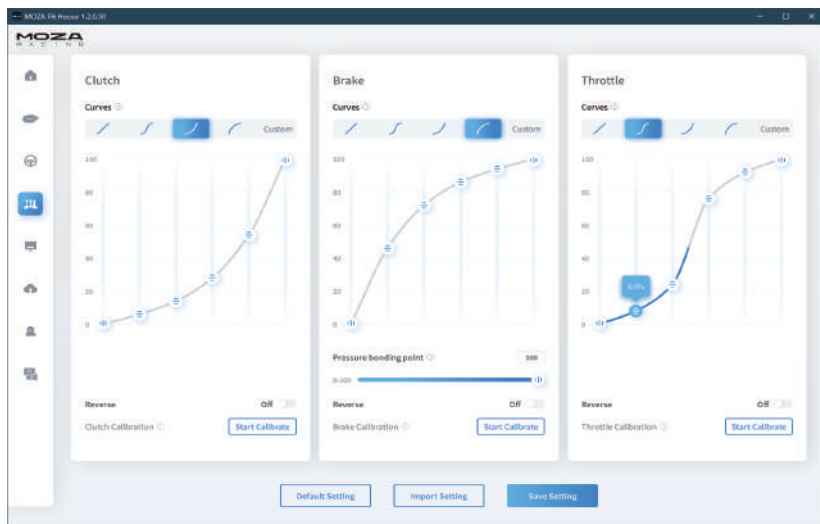 MOZA Pit House 1.2.0.30
MOZA
RACING
Clutch
Curves
Custom
100
80
60
40
20
0
Reverse
Off
Clutch Calibration
Start Calibrate
Brake
Curves
Custom
100
80
60
40
20
0
Pressure bonding point
100
0-100
Reverse
Off
Brake Calibration
Start Calibrate
Throttle
Curves
Custom
100
80
60
40
20
0
8.0%
Reverse
Off
Throttle Calibration
Start Calibrate
Default Setting
Import Setting
Save Setting